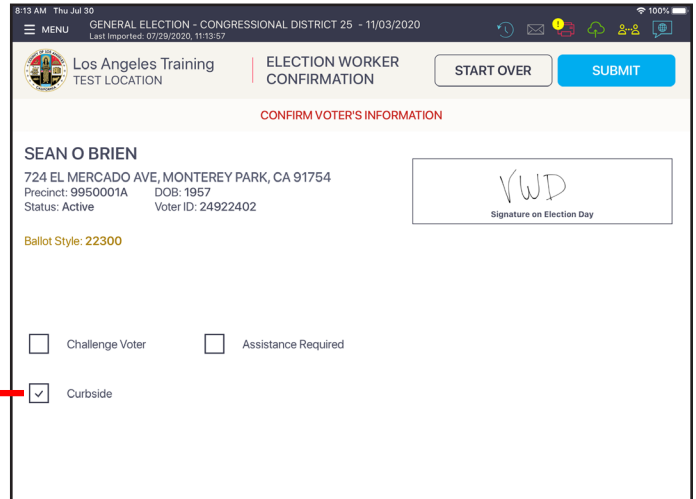 8:13 AM Thu Jul 30
100%
MENU
GENERAL ELECTION - CONGRESSIONAL DISTRICT 25 - 11/03/2020
Last Imported: 07/29/2020, 11:13:57
Los Angeles Training
TEST LOCATION
ELECTION WORKER
CONFIRMATION
START OVER
SUBMIT
CONFIRM VOTER'S INFORMATION
SEAN O BRIEN
724 EL MERCADO AVE, MONTEREY PARK, CA 91754
Precinct: 9950001A DOB: 1957
Status: Active Voter ID: 24922402
VWD
Signature on Election Day
Ballot Style: 22300
Challenge Voter
Assistance Required
Curbside